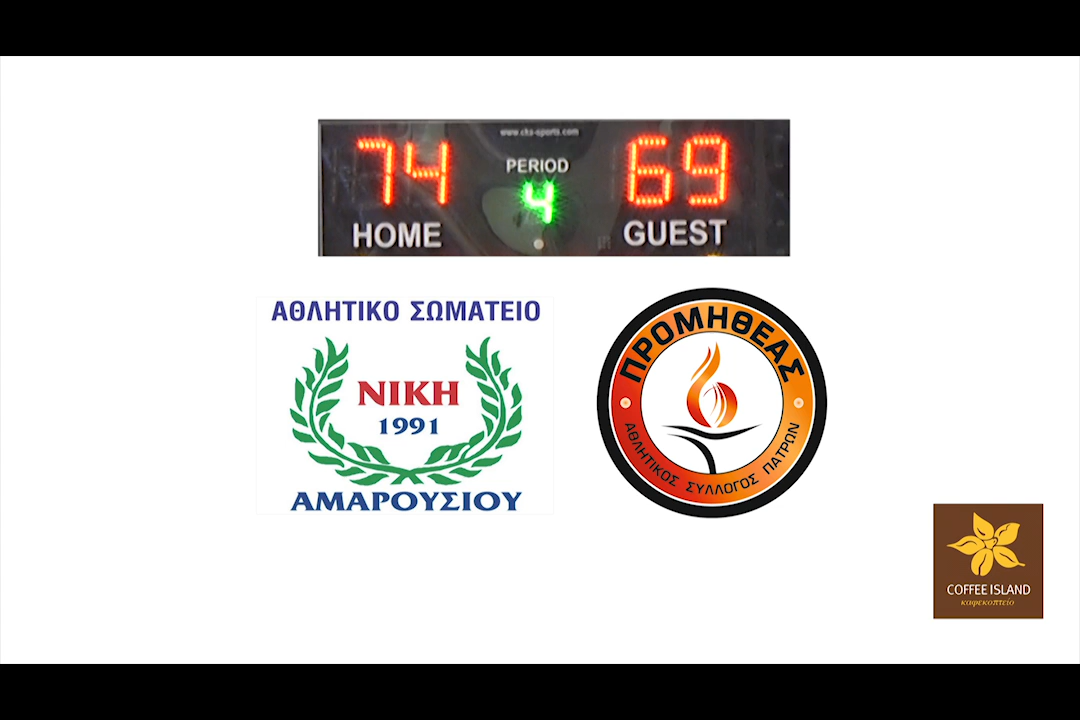 www.cks-sports.com
74 PERIOD 69
4
HOME GUEST
ΑΘΛΗΤΙΚΟ ΣΩΜΑΤΕΙΟ
ΝΙΚΗ
1991
ΑΜΑΡΟΥΣΙΟΥ
ΠΡΟΜΗΘΕΑΣ
ΑΘΛΗΤΙΚΟΣ ΣΥΛΛΟΓΟΣ ΠΑΤΡΩΝ
COFFEE ISLAND
καφεκοπτείο